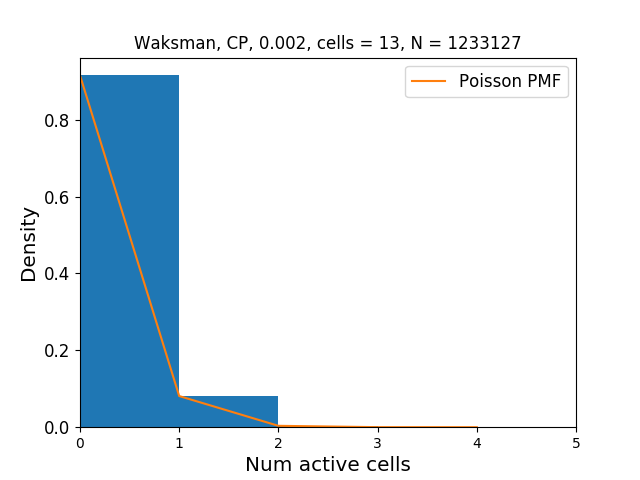 Waksman, CP, 0.002, cells = 13, N = 1233127
Poisson PMF
Density
0.8
0.6
0.4
0.2
0.0
0 1 2 3 4 5
Num active cells